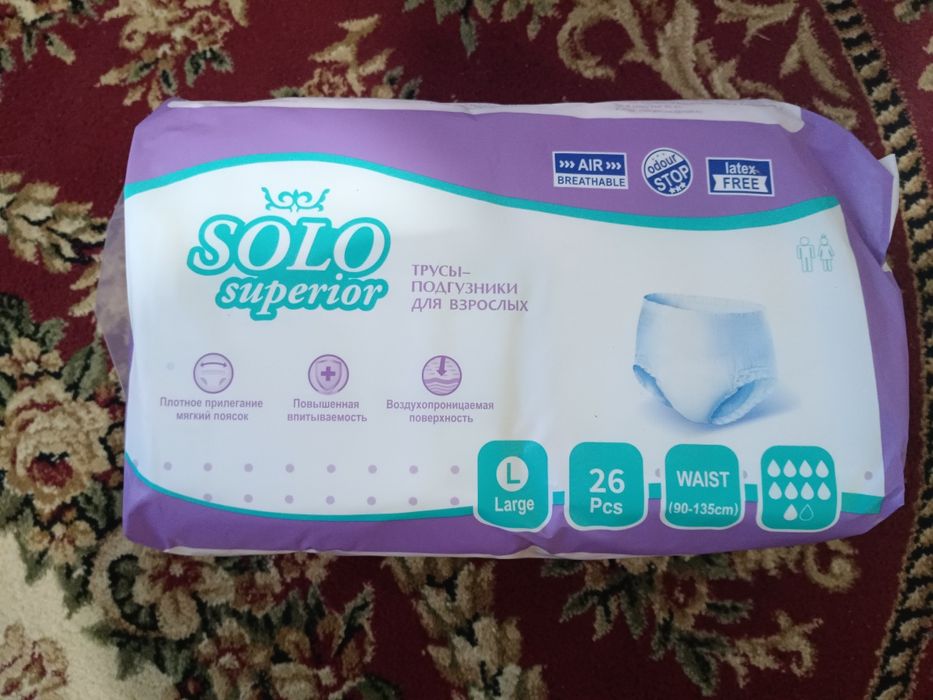 ››› AIR ›››
BREATHABLE
odour
STOP
latex
FREE
SOLO
superior
ТРУСЫ–
ПОДГУЗНИКИ
ДЛЯ ВЗРОСЛЫХ
Плотное прилегание
мягкий поясок
Повышенная
впитываемость
Воздухопроницаемая
поверхность
L
Large
26
Pcs
WAIST
(90-135cm)